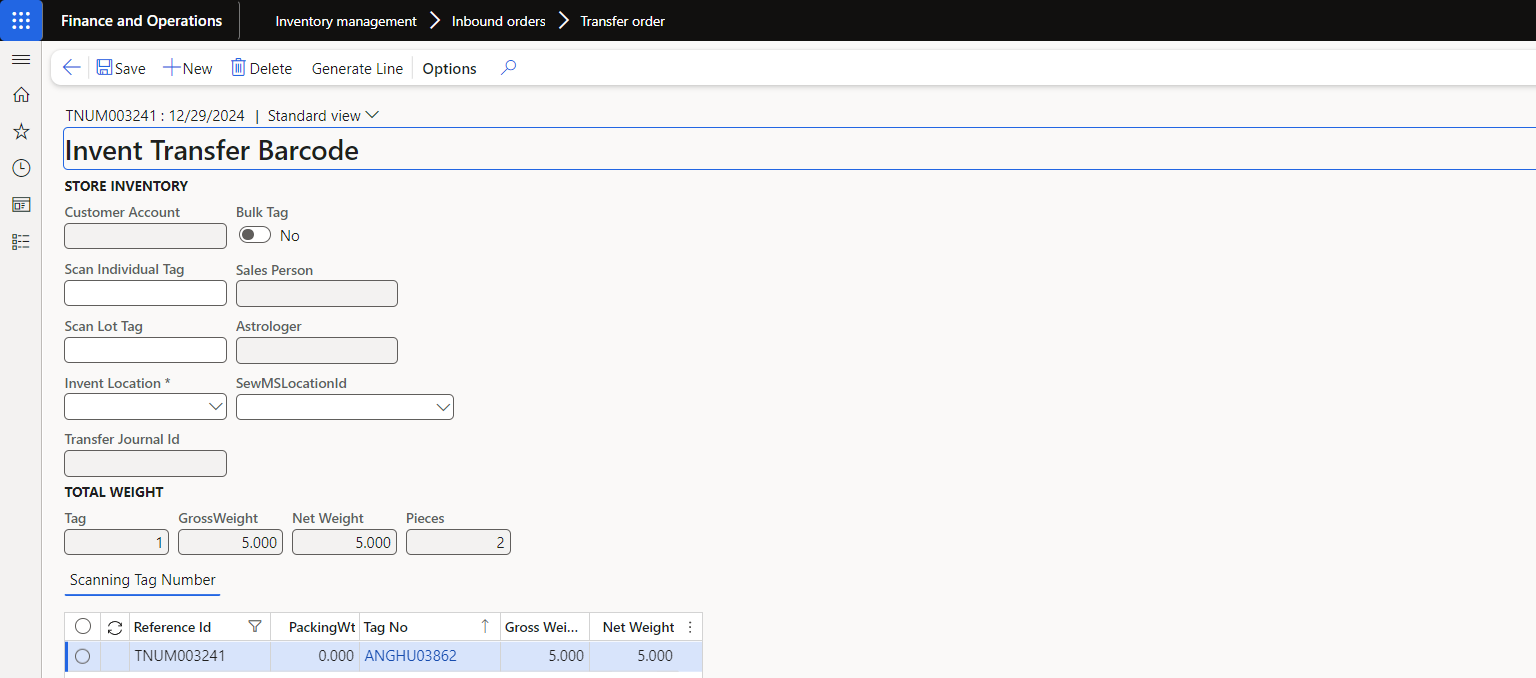 Finance and Operations Inventory management Inbound orders Transfer order
Save New Delete Generate Line Options
TNUM003241 : 12/29/2024 | Standard view
Invent Transfer Barcode
STORE INVENTORY
Customer Account Bulk Tag
No
Scan Individual Tag Sales Person
Scan Lot Tag Astrologer
Invent Location * SewMSLocationId
Transfer Journal Id
TOTAL WEIGHT
Tag GrossWeight Net Weight Pieces
1 5.000 5.000 2
Scanning Tag Number
Reference Id PackingWt Tag No Gross Wei... Net Weight
TNUM003241 0.000 ANGHU03862 5.000 5.000